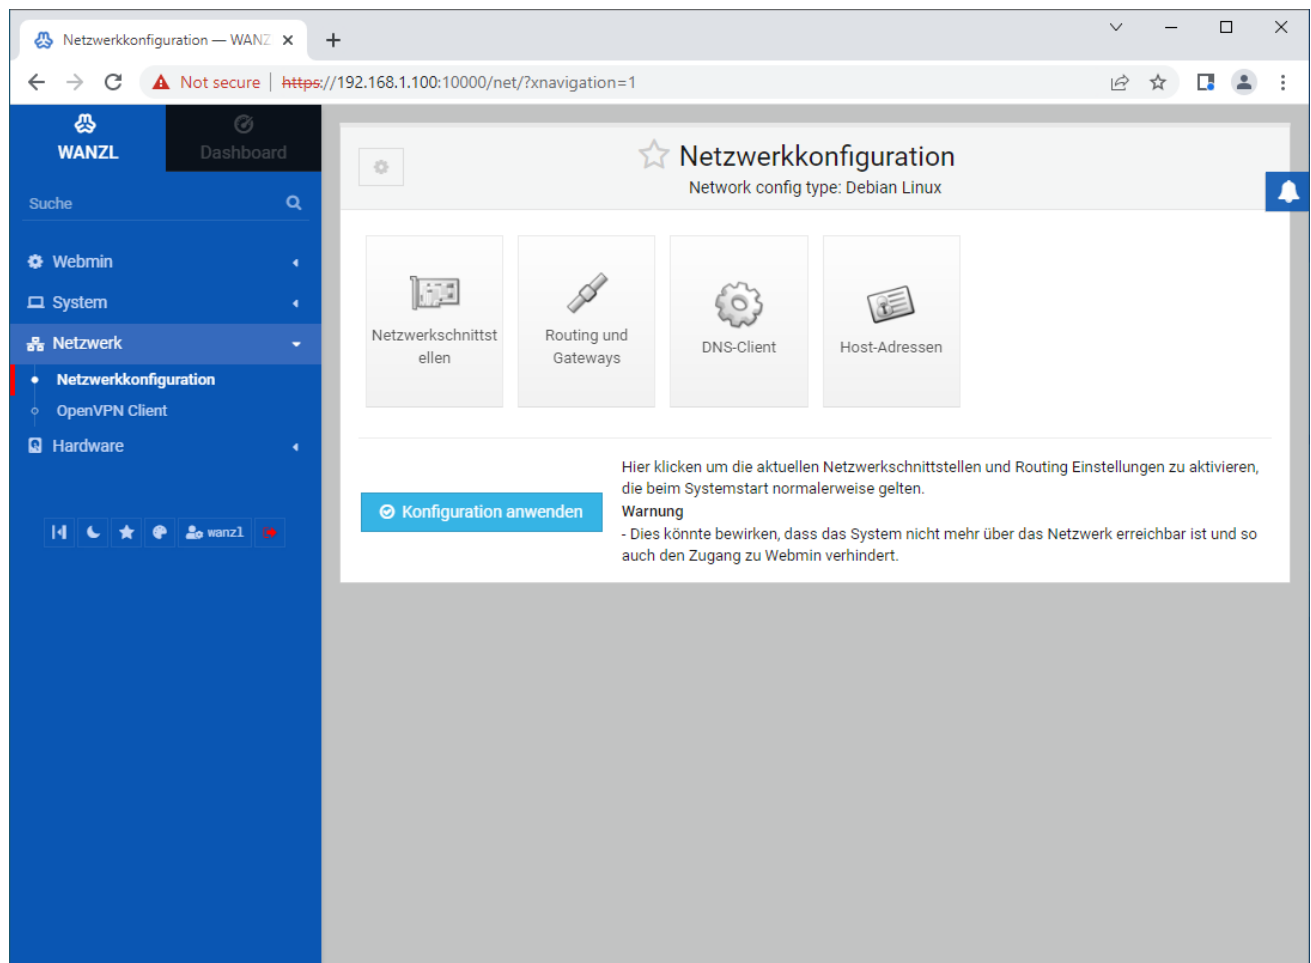 Netzwerkkonfiguration — WANZ
Not secure | https://192.168.1.100:10000/net/?xnavigation=1
WANZL
Dashboard
Suche
Webmin
System
Netzwerk
Netzwerkkonfiguration
OpenVPN Client
Hardware
wanzl
Netzwerkkonfiguration
Network config type: Debian Linux
Netzwerkschnittst
ellen
Routing und
Gateways
DNS-Client
Host-Adressen
Konfiguration anwenden
Hier klicken um die aktuellen Netzwerkschnittstellen und Routing Einstellungen zu aktivieren,
die beim Systemstart normalerweise gelten.
Warnung
- Dies könnte bewirken, dass das System nicht mehr über das Netzwerk erreichbar ist und so
auch den Zugang zu Webmin verhindert.